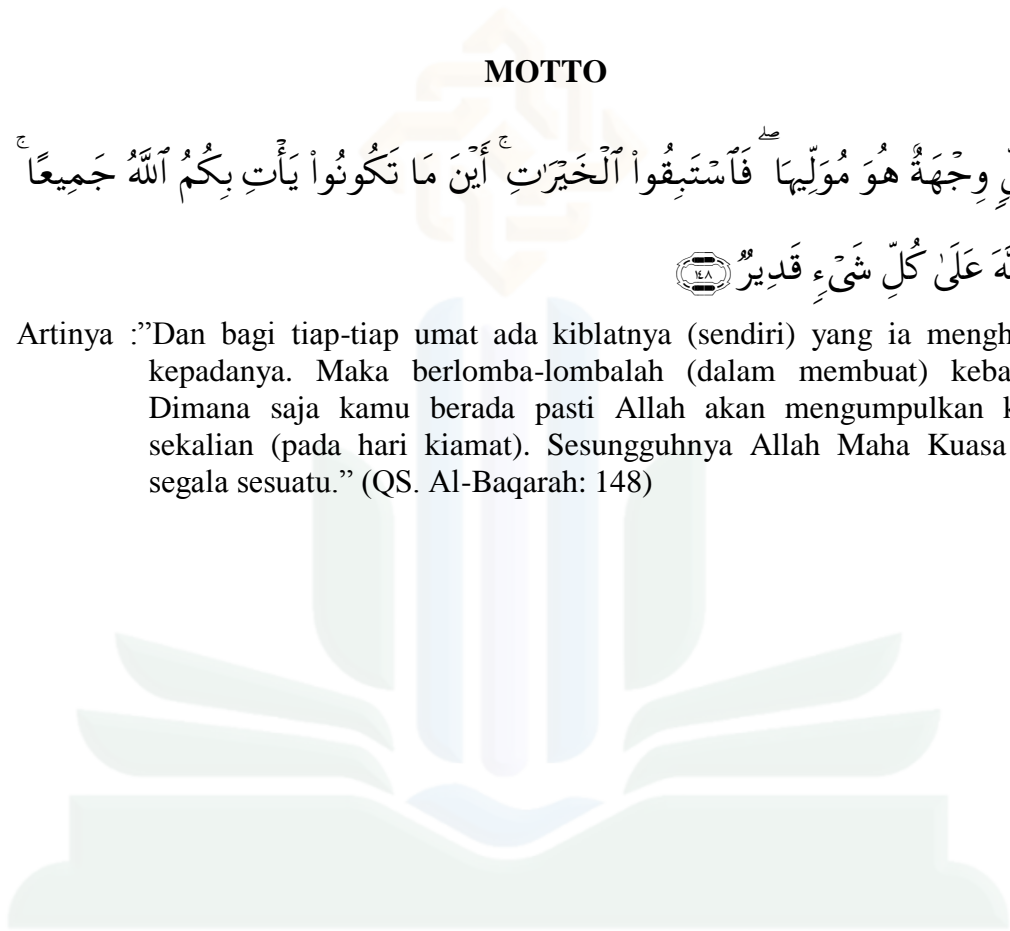 MOTTO
وِجْهَةٌ هُوَ مُوَلِّيهَا ۖ فَٱسْتَبِقُوا۟ ٱلْخَيْرَٰتِ ۚ أَيْنَ مَا تَكُونُوا۟ يَأْتِ بِكُمُ ٱللَّهُ جَمِيعًا ۚ
عَلَىٰ كُلِّ شَىْءٍ قَدِيرٌ ١٤٨
Artinya :”Dan bagi tiap-tiap umat ada kiblatnya (sendiri) yang ia
kepadanya. Maka berlomba-lombalah (dalam membuat)
Dimana saja kamu berada pasti Allah akan mengumpulkan
sekalian (pada hari kiamat). Sesungguhnya Allah Maha Kuasa
segala sesuatu.” (QS. Al-Baqarah: 148)